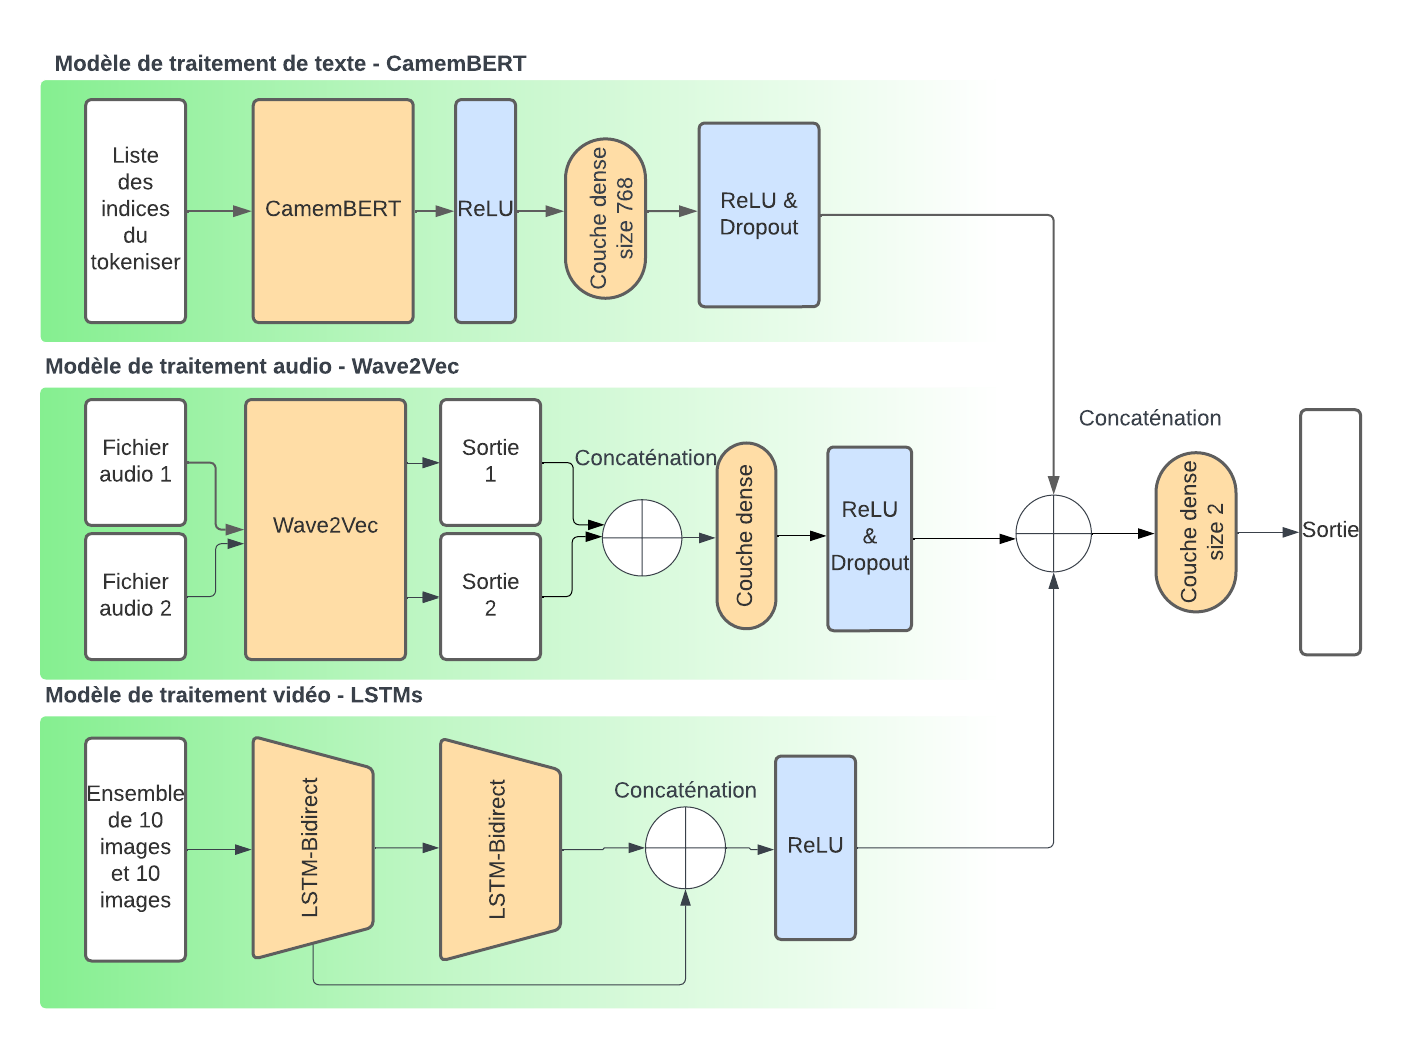 Modèle de traitement de texte - CamemBERT
Liste
des
indices
du
tokeniser
CamemBERT
ReLU
Couche dense
size 768
ReLU &
Dropout
Modèle de traitement audio - Wave2Vec
Fichier
audio 1
Fichier
audio 2
Wave2Vec
Sortie
1
Sortie
2
Concaténation
Couche dense
ReLU
&
Dropout
Concaténation
Couche dense
size 2
Sortie
Modèle de traitement vidéo - LSTMs
Ensemble
de 10
images
et 10
images
LSTM-Bidirect
LSTM-Bidirect
Concaténation
ReLU